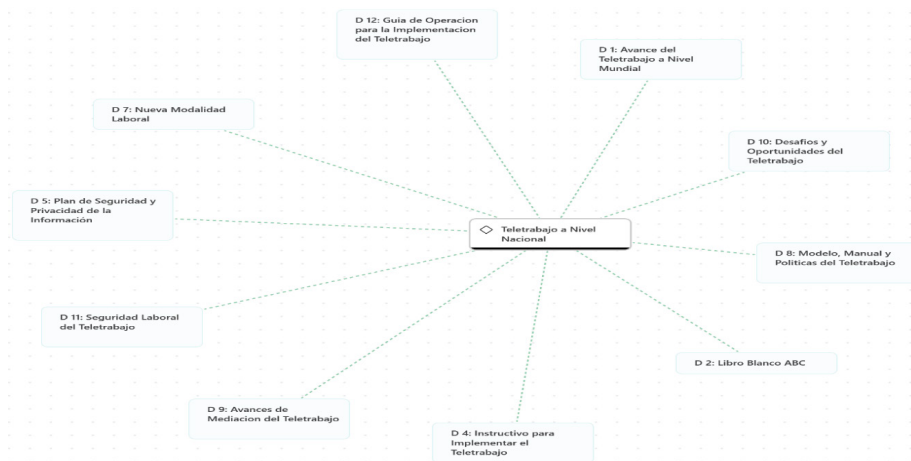 D 12: Guia de Operacion
para la Implementacion
del Teletrabajo
D 1: Avance del
Teletrabajo a Nivel
Mundial
D 7: Nueva Modalidad
Laboral
D 10: Desafios y
Oportunidades del
Teletrabajo
D 5: Plan de Seguridad y
Privacidad de la
Información
Teletrabajo a Nivel
Nacional
D 8: Modelo, Manual y
Politicas del Teletrabajo
D 11: Seguridad Laboral
del Teletrabajo
D 2: Libro Blanco ABC
D 9: Avances de
Mediacion del Teletrabajo
D 4: Instructivo para
Implementar el
Teletrabajo